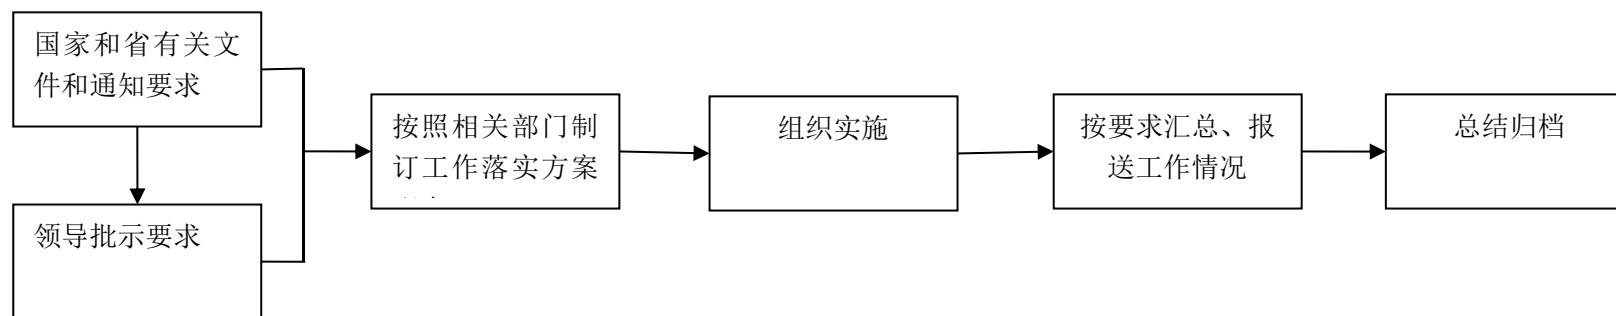 国家和省有关文
件和通知要求
按照相关部门制
订工作落实方案
组织实施
按要求汇总、报
送工作情况
总结归档
领导批示要求